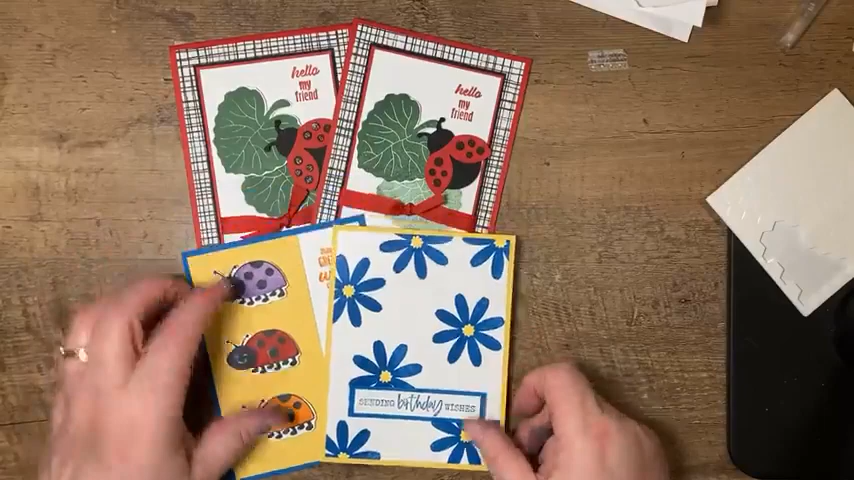 hello
my
friend
hello
my
friend
SENDING birthday WISHES